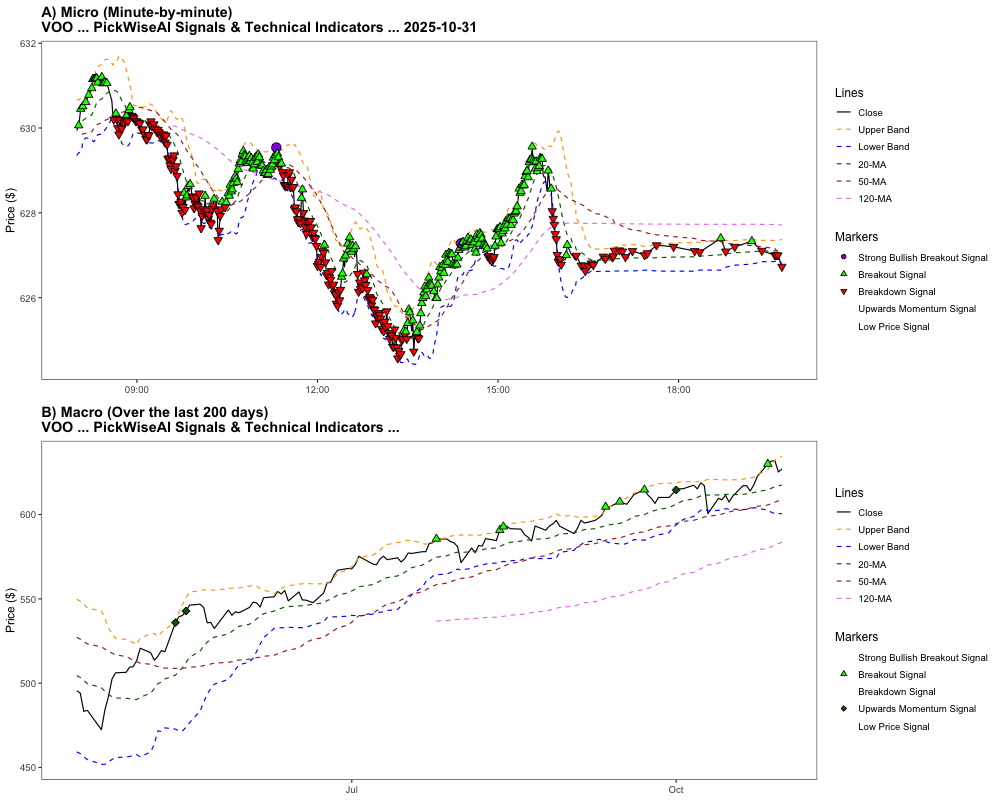 A) Micro (Minute-by-minute)
VOO ... PickWiseAI Signals & Technical Indicators ... 2025-10-31
Price ($)
632
630
628
626
09:00
12:00
15:00
18:00
Lines
Close
Upper Band
Lower Band
20-MA
50-MA
120-MA
Markers
Strong Bullish Breakout Signal
Breakout Signal
Breakdown Signal
Upwards Momentum Signal
Low Price Signal
B) Macro (Over the last 200 days)
VOO ... PickWiseAI Signals & Technical Indicators ...
Price ($)
600
550
500
450
Jul
Oct
Lines
Close
Upper Band
Lower Band
20-MA
50-MA
120-MA
Markers
Strong Bullish Breakout Signal
Breakout Signal
Breakdown Signal
Upwards Momentum Signal
Low Price Signal